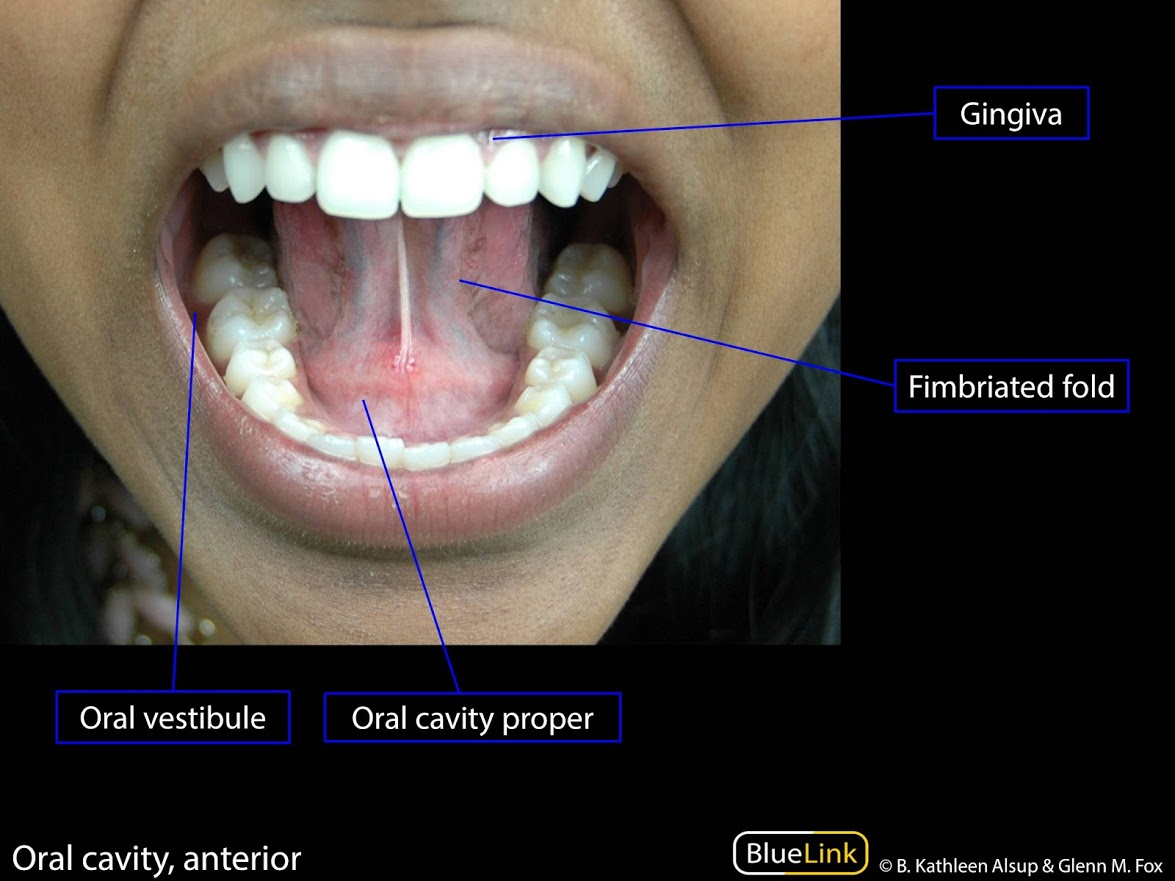 Gingiva
Fimbriated fold
Oral vestibule
Oral cavity proper
Oral cavity, anterior
BlueLink
© B. Kathleen Alsup & Glenn M. Fox